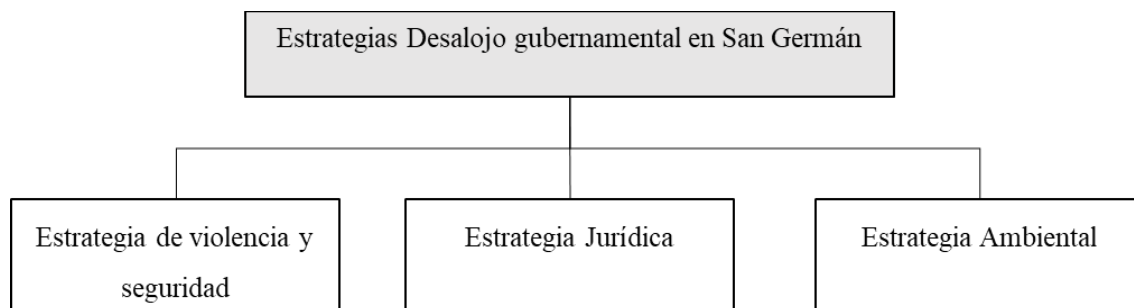 Estrategias Desalojo gubernamental en San Germán
Estrategia de violencia y
seguridad
Estrategia Jurídica
Estrategia Ambiental